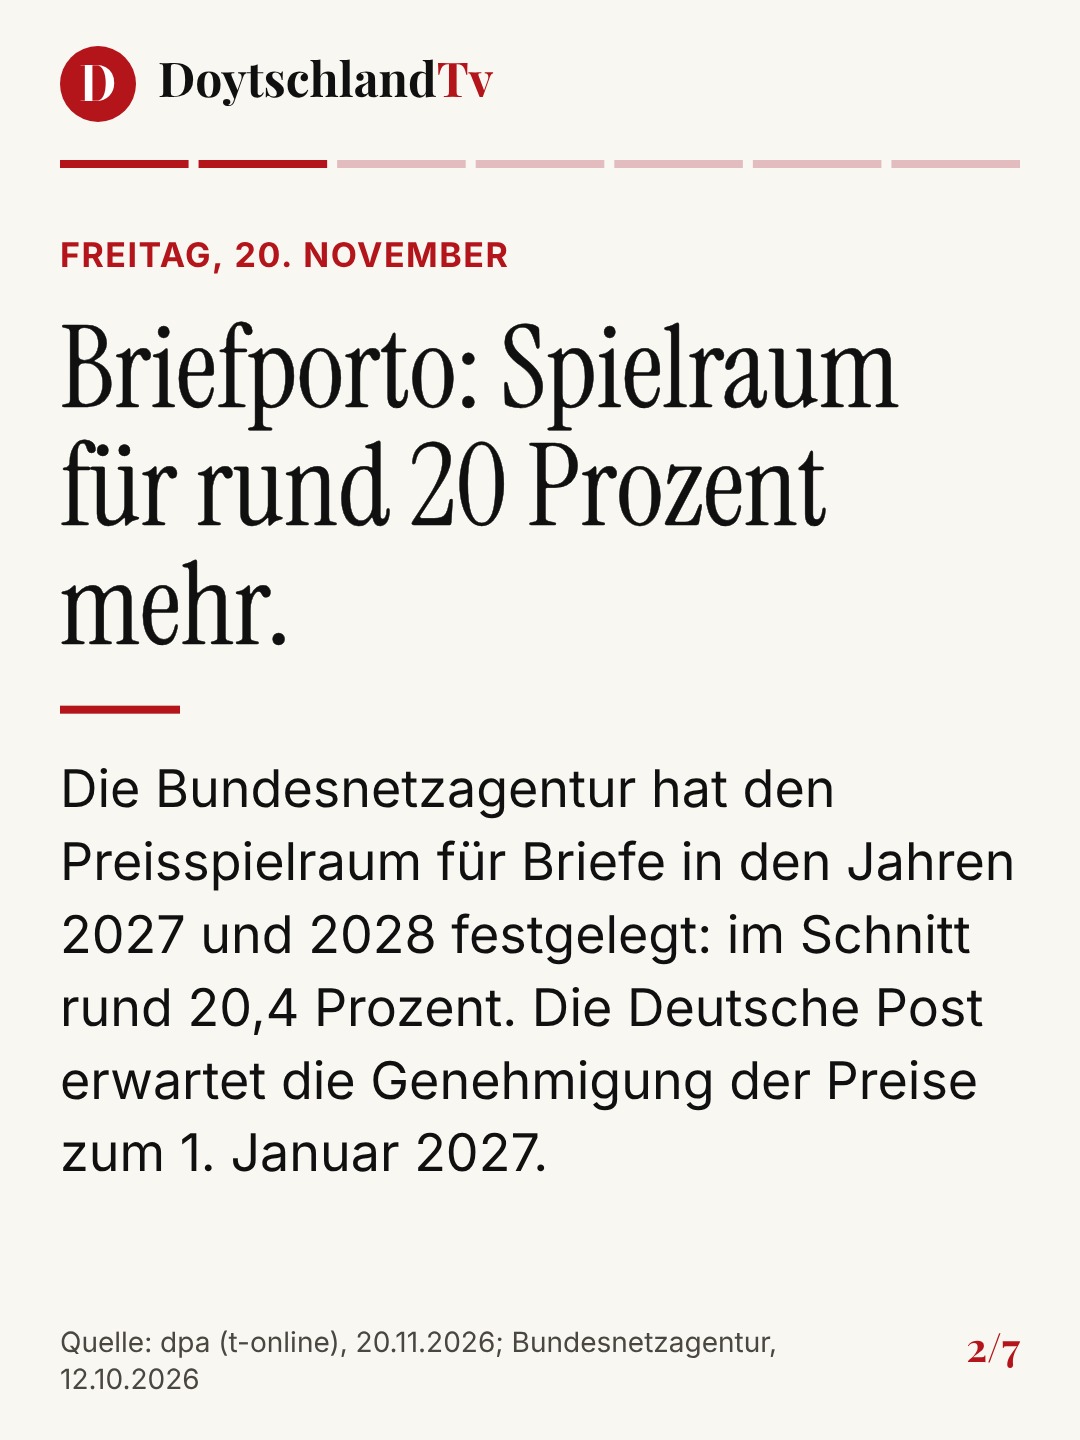 D DoytschlandTv
FREITAG, 20. NOVEMBER
Briefporto: Spielraum
für rund 20 Prozent
mehr.
Die Bundesnetzagentur hat den
Preisspielraum für Briefe in den Jahren
2027 und 2028 festgelegt: im Schnitt
rund 20,4 Prozent. Die Deutsche Post
erwartet die Genehmigung der Preise
zum 1. Januar 2027.
Quelle: dpa (t-online), 20.11.2026; Bundesnetzagentur,
12.10.2026
2/7